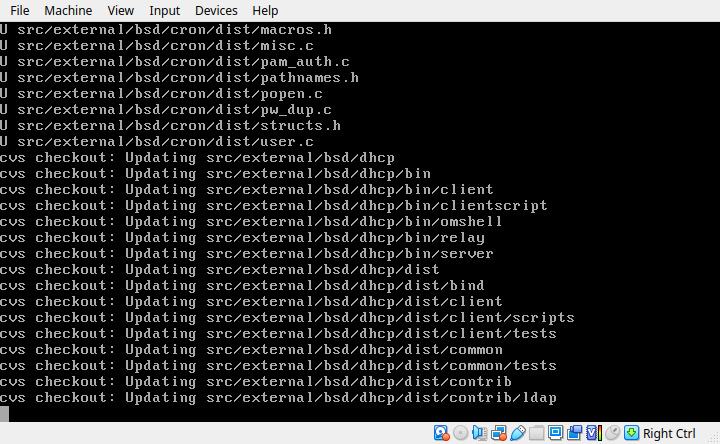 File Machine View Input Devices Help
U src/external/bsd/cron/dist/macros.h
U src/external/bsd/cron/dist/misc.c
U src/external/bsd/cron/dist/pam_auth.c
U src/external/bsd/cron/dist/pathnames.h
U src/external/bsd/cron/dist/popen.c
U src/external/bsd/cron/dist/pw_dup.c
U src/external/bsd/cron/dist/structs.h
U src/external/bsd/cron/dist/user.c
cvs checkout: Updating src/external/bsd/dhcp
cvs checkout: Updating src/external/bsd/dhcp/bin
cvs checkout: Updating src/external/bsd/dhcp/bin/client
cvs checkout: Updating src/external/bsd/dhcp/bin/clientscript
cvs checkout: Updating src/external/bsd/dhcp/bin/omshell
cvs checkout: Updating src/external/bsd/dhcp/bin/relay
cvs checkout: Updating src/external/bsd/dhcp/bin/server
cvs checkout: Updating src/external/bsd/dhcp/dist
cvs checkout: Updating src/external/bsd/dhcp/dist/bind
cvs checkout: Updating src/external/bsd/dhcp/dist/client
cvs checkout: Updating src/external/bsd/dhcp/dist/client/scripts
cvs checkout: Updating src/external/bsd/dhcp/dist/client/tests
cvs checkout: Updating src/external/bsd/dhcp/dist/common
cvs checkout: Updating src/external/bsd/dhcp/dist/common/tests
cvs checkout: Updating src/external/bsd/dhcp/dist/contrib
cvs checkout: Updating src/external/bsd/dhcp/dist/contrib/ldap
Right Ctrl